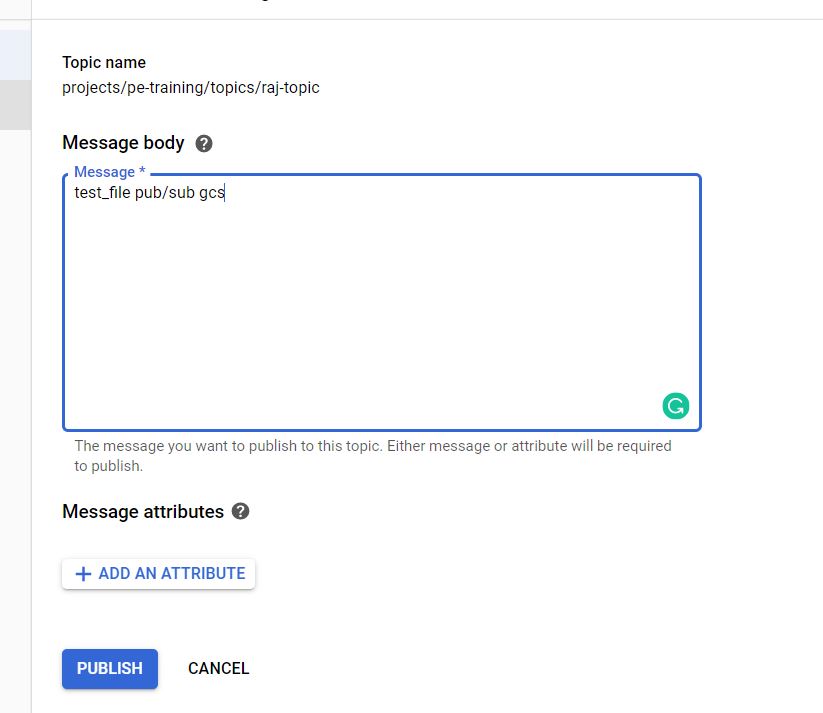 Topic name
projects/pe-training/topics/raj-topic
Message body
Message *
test_file pub/sub gcs
The message you want to publish to this topic. Either message or attribute will be required
to publish.
Message attributes
ADD AN ATTRIBUTE
PUBLISH CANCEL